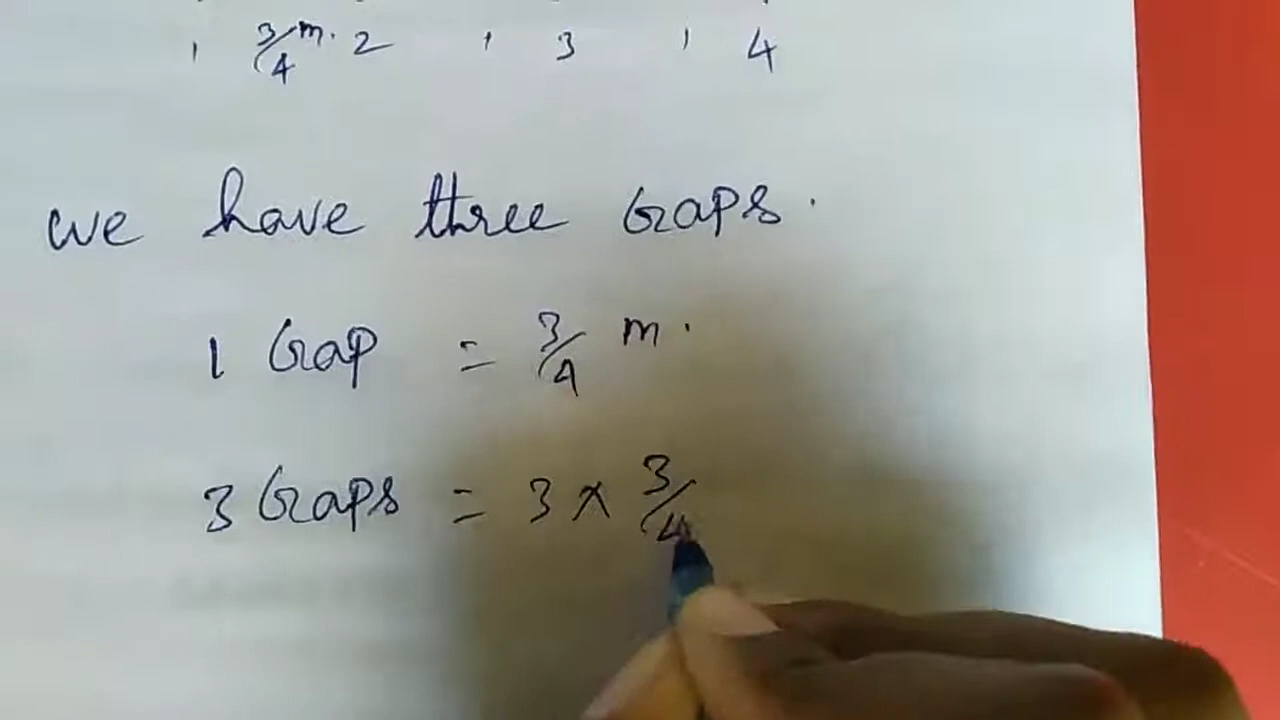 1 3/4 m. 2 1 3 1 4
we have three Gaps.
1 Gap = 3/4 m.
3 Gaps = 3 × 3/4